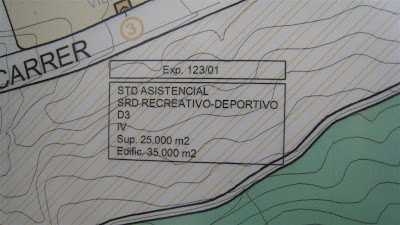 3
CARRER
Exp. 123/01
STD ASISTENCIAL
SRD RECREATIVO-DEPORTIVO
D3
IV
Sup. 25.000 m2
Edific. 35.000 m2